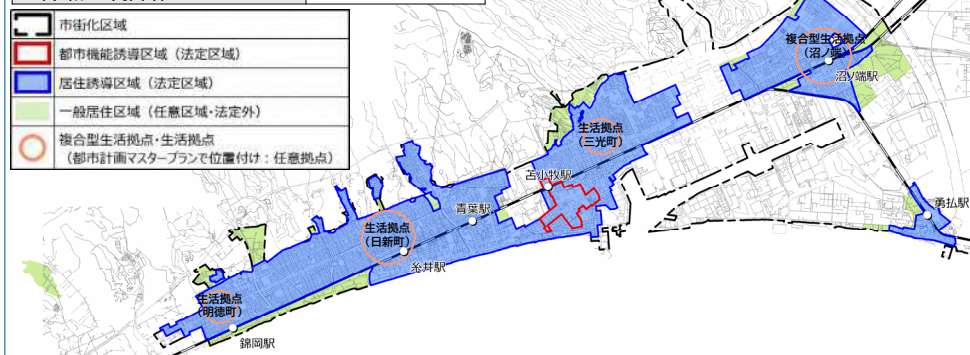 市街化区域
都市機能誘導区域（法定区域）
居住誘導区域（法定区域）
一般居住区域（任意区域・法定外）
複合型生活拠点・生活拠点
（都市計画マスタープランで位置付け：任意拠点）
複合型生活拠点
（沼ノ端）
沼ノ端駅
生活拠点
（三光町）
苫小牧駅
勇払駅
青葉駅
生活拠点
（日新町）
糸井駅
生活拠点
（明徳町）
錦岡駅